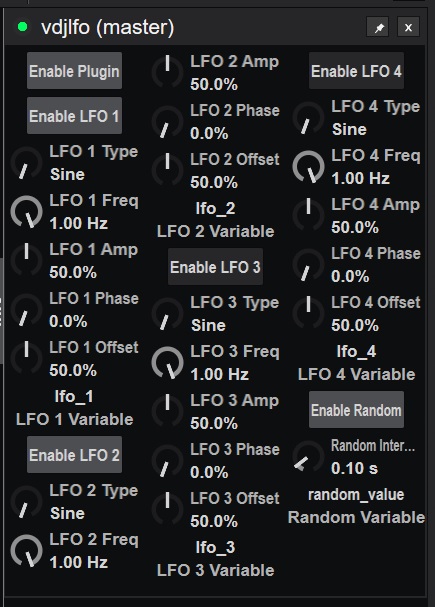 vdjlfo (master)
x
Enable Plugin
Enable LFO 1
LFO 1 Type
Sine
LFO 1 Freq
1.00 Hz
LFO 1 Amp
50.0%
LFO 1 Phase
0.0%
LFO 1 Offset
50.0%
lfo_1
LFO 1 Variable
Enable LFO 2
LFO 2 Type
Sine
LFO 2 Freq
1.00 Hz
LFO 2 Amp
50.0%
LFO 2 Phase
0.0%
LFO 2 Offset
50.0%
lfo_2
LFO 2 Variable
Enable LFO 3
LFO 3 Type
Sine
LFO 3 Freq
1.00 Hz
LFO 3 Amp
50.0%
LFO 3 Phase
0.0%
LFO 3 Offset
50.0%
lfo_3
LFO 3 Variable
Enable LFO 4
LFO 4 Type
Sine
LFO 4 Freq
1.00 Hz
LFO 4 Amp
50.0%
LFO 4 Phase
0.0%
LFO 4 Offset
50.0%
lfo_4
LFO 4 Variable
Enable Random
Random Inter...
0.10 s
random_value
Random Variable